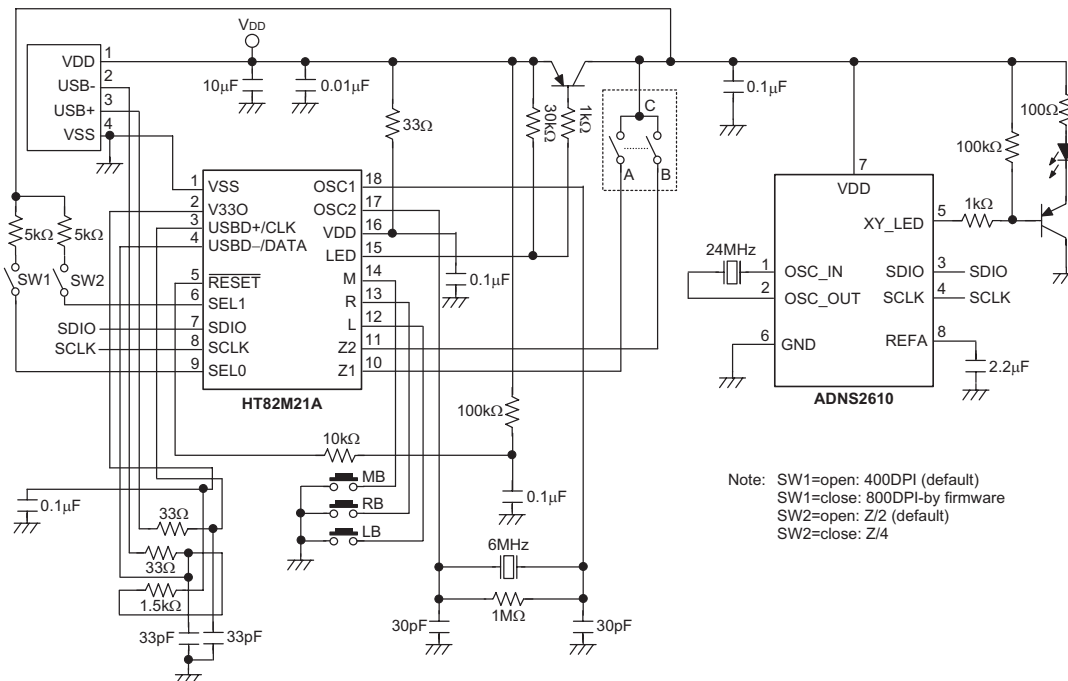 VDD
VDD
USB-
USB+
VSS
1
2
3
4
10μF
0.01μF
33Ω
30kΩ
1kΩ
C
A
B
0.1μF
100Ω
100kΩ
5kΩ
5kΩ
SW1
SW2
1 VSS
2 V33O
3 USBD+/CLK
4 USBD−/DATA
5 RESET
6 SEL1
SDIO 7 SDIO
SCLK 8 SCLK
9 SEL0
OSC1 18
OSC2 17
VDD 16
LED 15
M 14
R 13
L 12
Z2 11
Z1 10
HT82M21A
0.1μF
7
VDD
XY_LED 5
1kΩ
24MHz
1 OSC_IN
2 OSC_OUT
SDIO 3 SDIO
SCLK 4 SCLK
6 GND
REFA 8
2.2μF
ADNS2610
100kΩ
10kΩ
0.1μF
MB
RB
LB
0.1μF
33Ω
33Ω
1.5kΩ
33pF
33pF
6MHz
1MΩ
30pF
30pF
Note: SW1=open: 400DPI (default)
SW1=close: 800DPI-by firmware
SW2=open: Z/2 (default)
SW2=close: Z/4